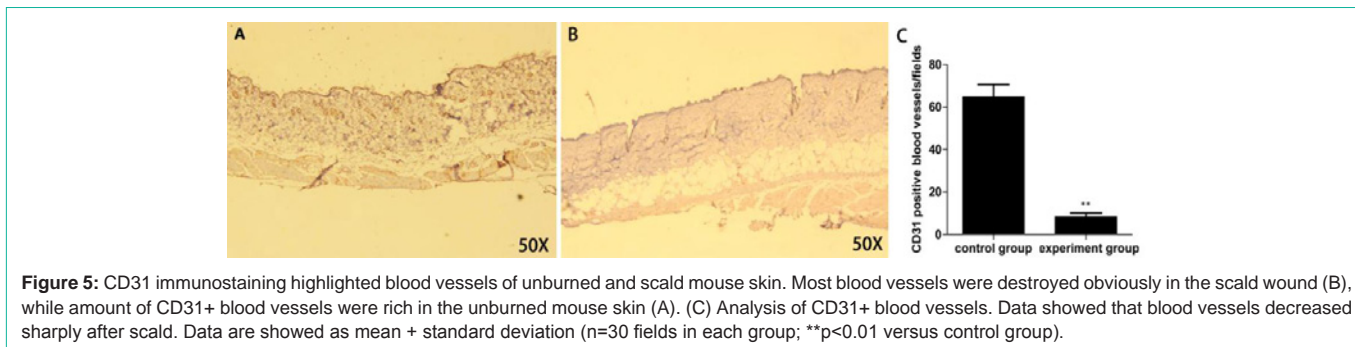 A
B
C
50X
50X
CD31 positive blood vessels/fields
80
60
40
20
0
**
control group
experiment group
Figure 5: CD31 immunostaining highlighted blood vessels of unburned and scald mouse skin. Most blood vessels were destroyed obviously in the scald wound (B),
while amount of CD31+ blood vessels were rich in the unburned mouse skin (A). (C) Analysis of CD31+ blood vessels. Data showed that blood vessels decreased
sharply after scald. Data are showed as mean + standard deviation (n=30 fields in each group; **p<0.01 versus control group).